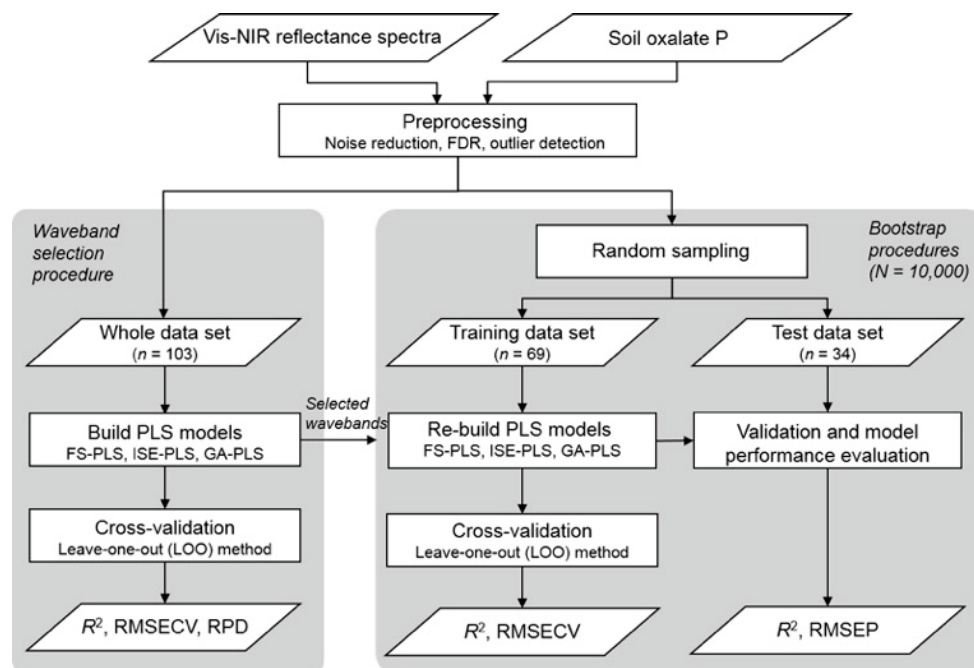 Vis-NIR reflectance spectra
Soil oxalate P
Preprocessing
Noise reduction, FDR, outlier detection
Waveband
selection
procedure
Bootstrap
procedures
(N = 10,000)
Random sampling
Whole data set
(n = 103)
Training data set
(n = 69)
Test data set
(n = 34)
Build PLS models
FS-PLS, ISE-PLS, GA-PLS
Selected
wavebands
Re-build PLS models
FS-PLS, ISE-PLS, GA-PLS
Validation and model
performance evaluation
Cross-validation
Leave-one-out (LOO) method
Cross-validation
Leave-one-out (LOO) method
R², RMSECV, RPD
R², RMSECV
R², RMSEP